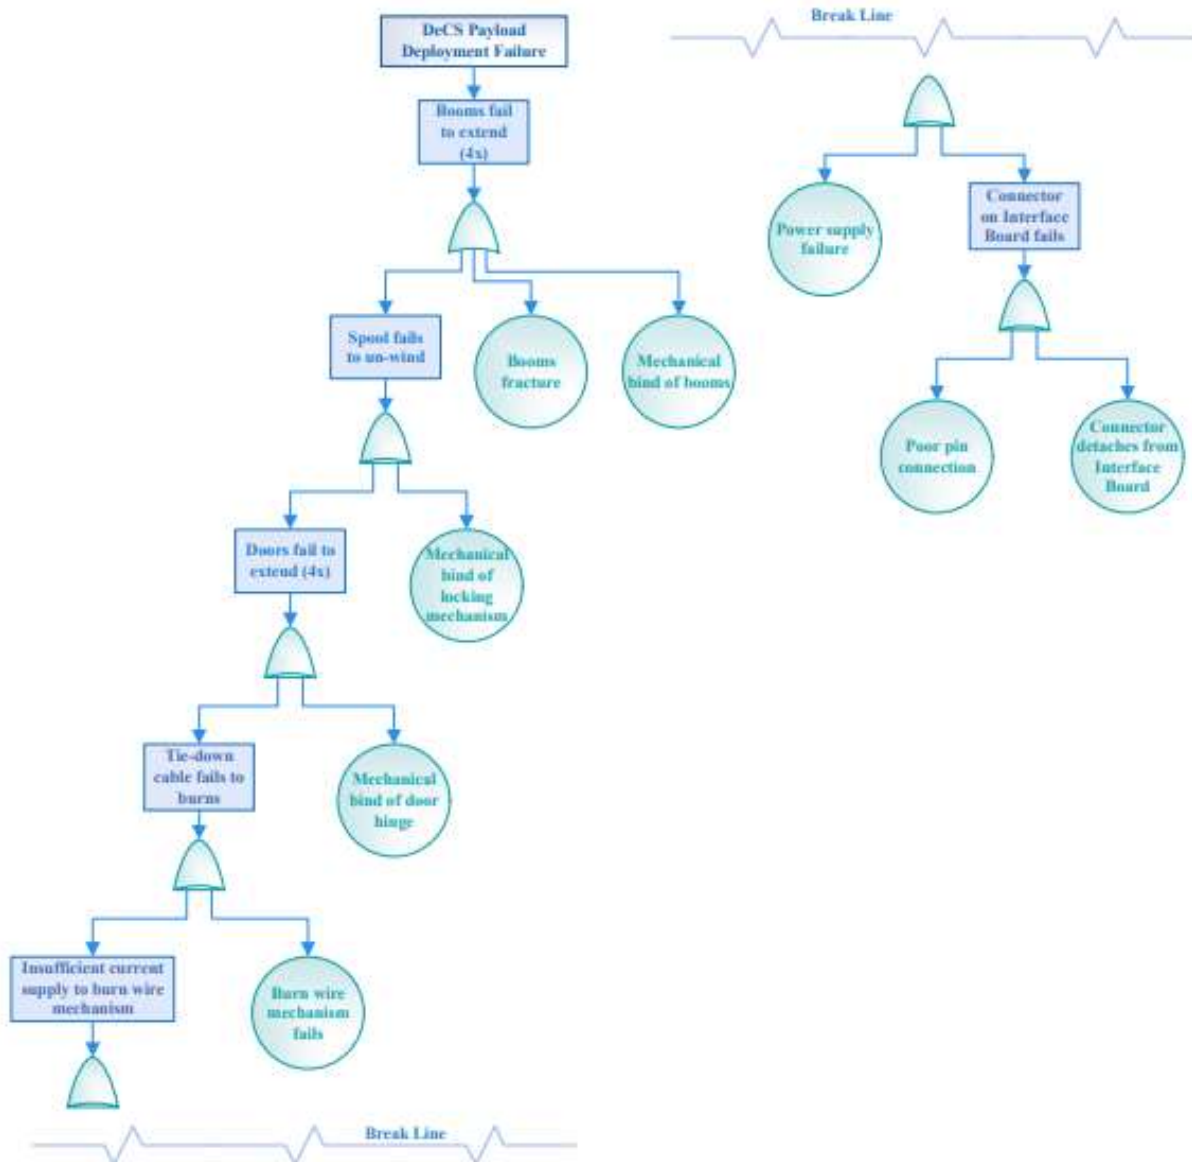 DeCS Payload
Deployment Failure
Booms fail
to extend
(4x)
Spool fails
to un-wind
Booms
fracture
Mechanical
bind of booms
Doors fail to
extend (4x)
Mechanical
bind of
locking
mechanism
Tie-down
cable fails to
burns
Mechanical
bind of door
hinge
Insufficient current
supply to burn wire
mechanism
Burn wire
mechanism
fails
Break Line
Break Line
Power supply
failure
Connector
on Interface
Board fails
Poor pin
connection
Connector
detaches from
Interface
Board